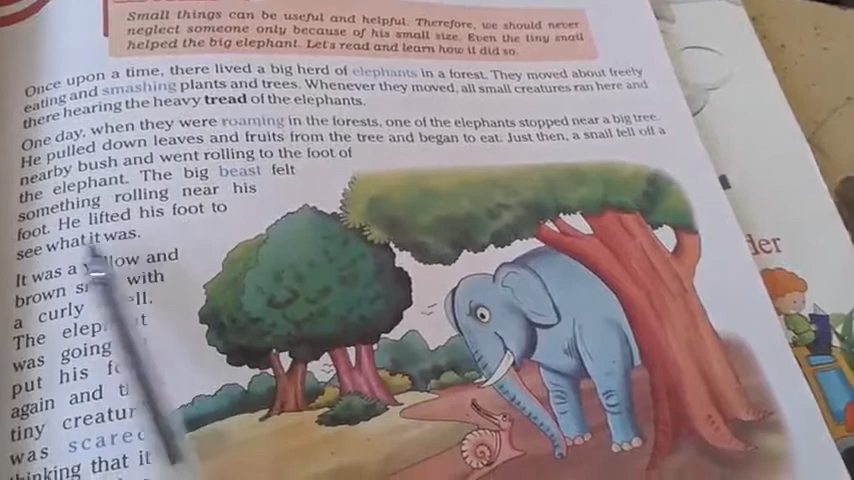 Small things can be useful and helpful. Therefore, we should never
neglect someone only because of his small size. Even the tiny snail
helped the big elephant. Let's read and learn how it did so.
Once upon a time, there lived a big herd of elephants in a forest. They moved about freely
eating and smashing plants and trees. Whenever they moved, all small creatures ran here and
there hearing the heavy tread of the elephants.
One day, when they were roaming in the forests, one of the elephants stopped near a big tree.
He pulled down leaves and fruits from the tree and began to eat. Just then, a snail fell off a
nearby bush and went rolling to the foot of
the elephant. The big beast felt
something rolling near his
foot. He lifted his foot to
see what it was.
It was a and
brown with
a curly
The
was going
put his
again and
tiny
was scared
thinking that it
der